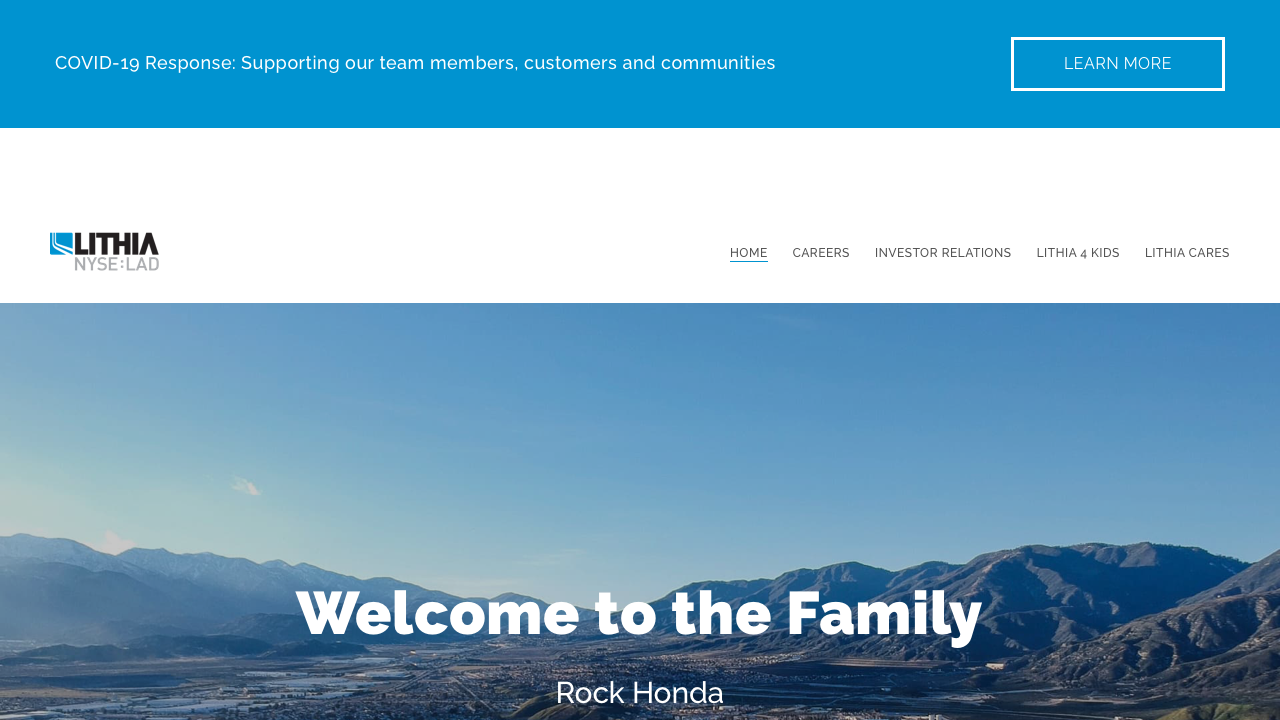 COVID-19 Response: Supporting our team members, customers and communities
LEARN MORE
LITHIA
NYSE:LAD
HOME
CAREERS
INVESTOR RELATIONS
LITHIA 4 KIDS
LITHIA CARES
Welcome to the Family
Rock Honda